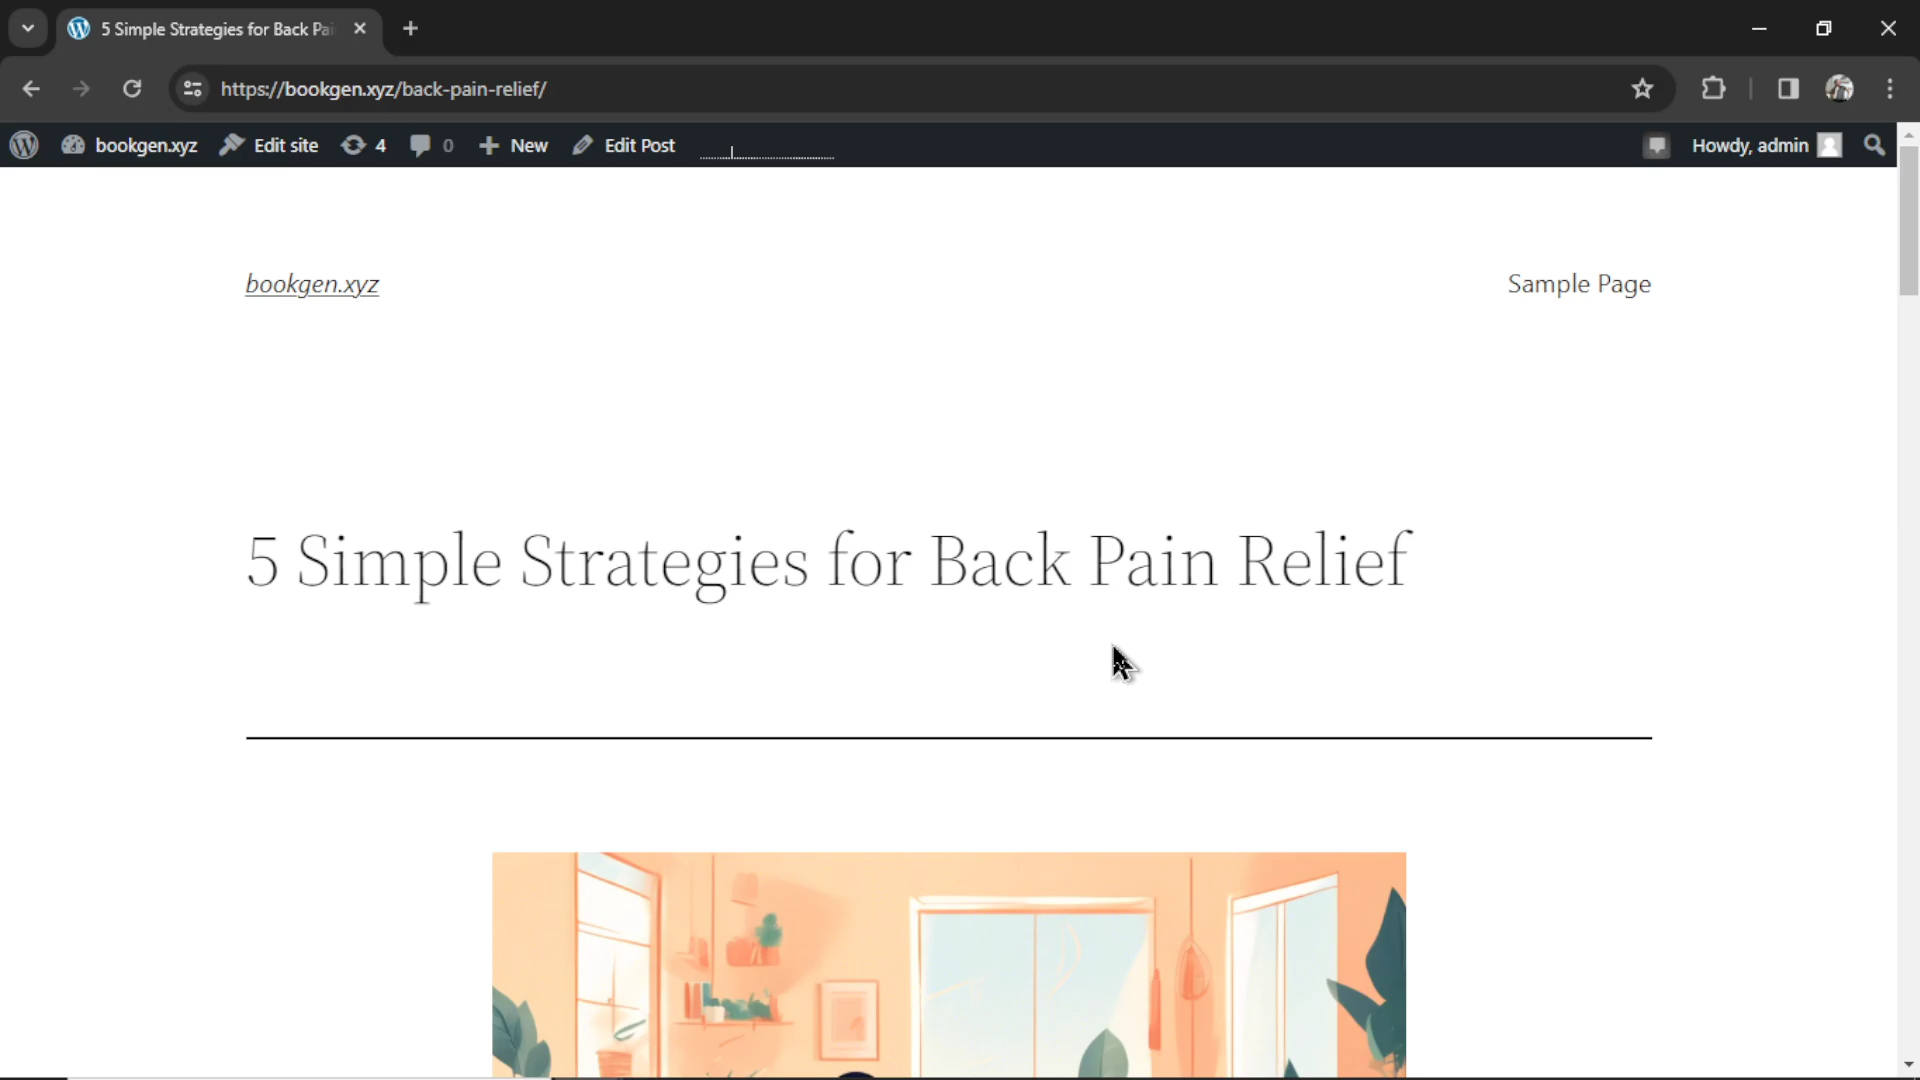 5 Simple Strategies for Back Pai
https://bookgen.xyz/back-pain-relief/
bookgen.xyz Edit site 4 0 New Edit Post Howdy, admin
bookgen.xyz Sample Page
5 Simple Strategies for Back Pain Relief